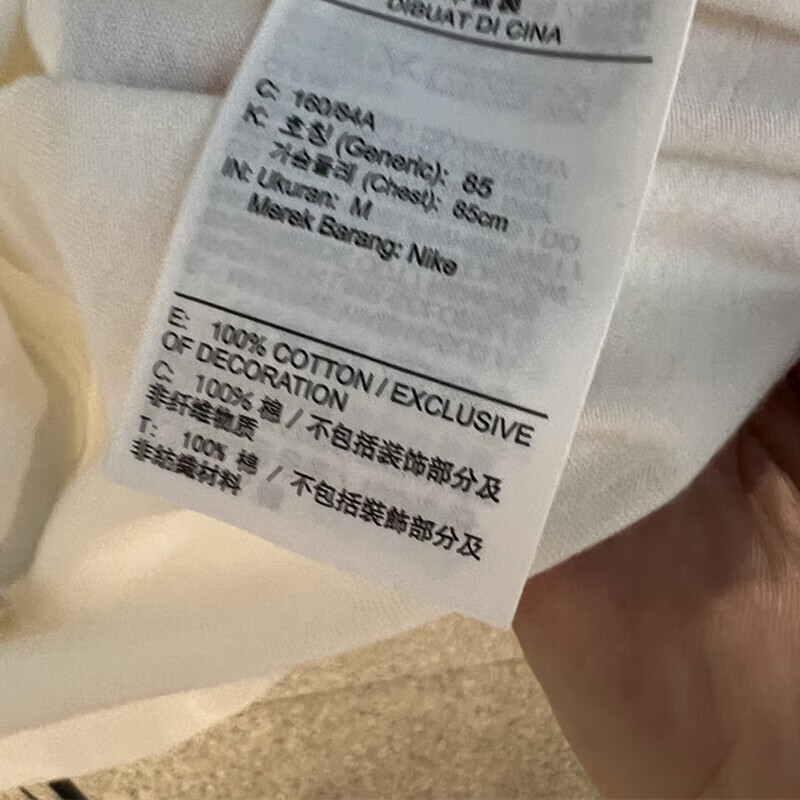 DIBUAT DI CINA
C: 160/84A
K: 호칭 (Generic): 85
가슴둘레 (Chest): 85cm
IN: Ukuran: M
Merek Barang: Nike
E: 100% COTTON / EXCLUSIVE
OF DECORATION
C: 100% 棉 / 不包括装饰部分及
非纤维物质
T: 100% 棉 / 不包括裝飾部分及
非紡織材料